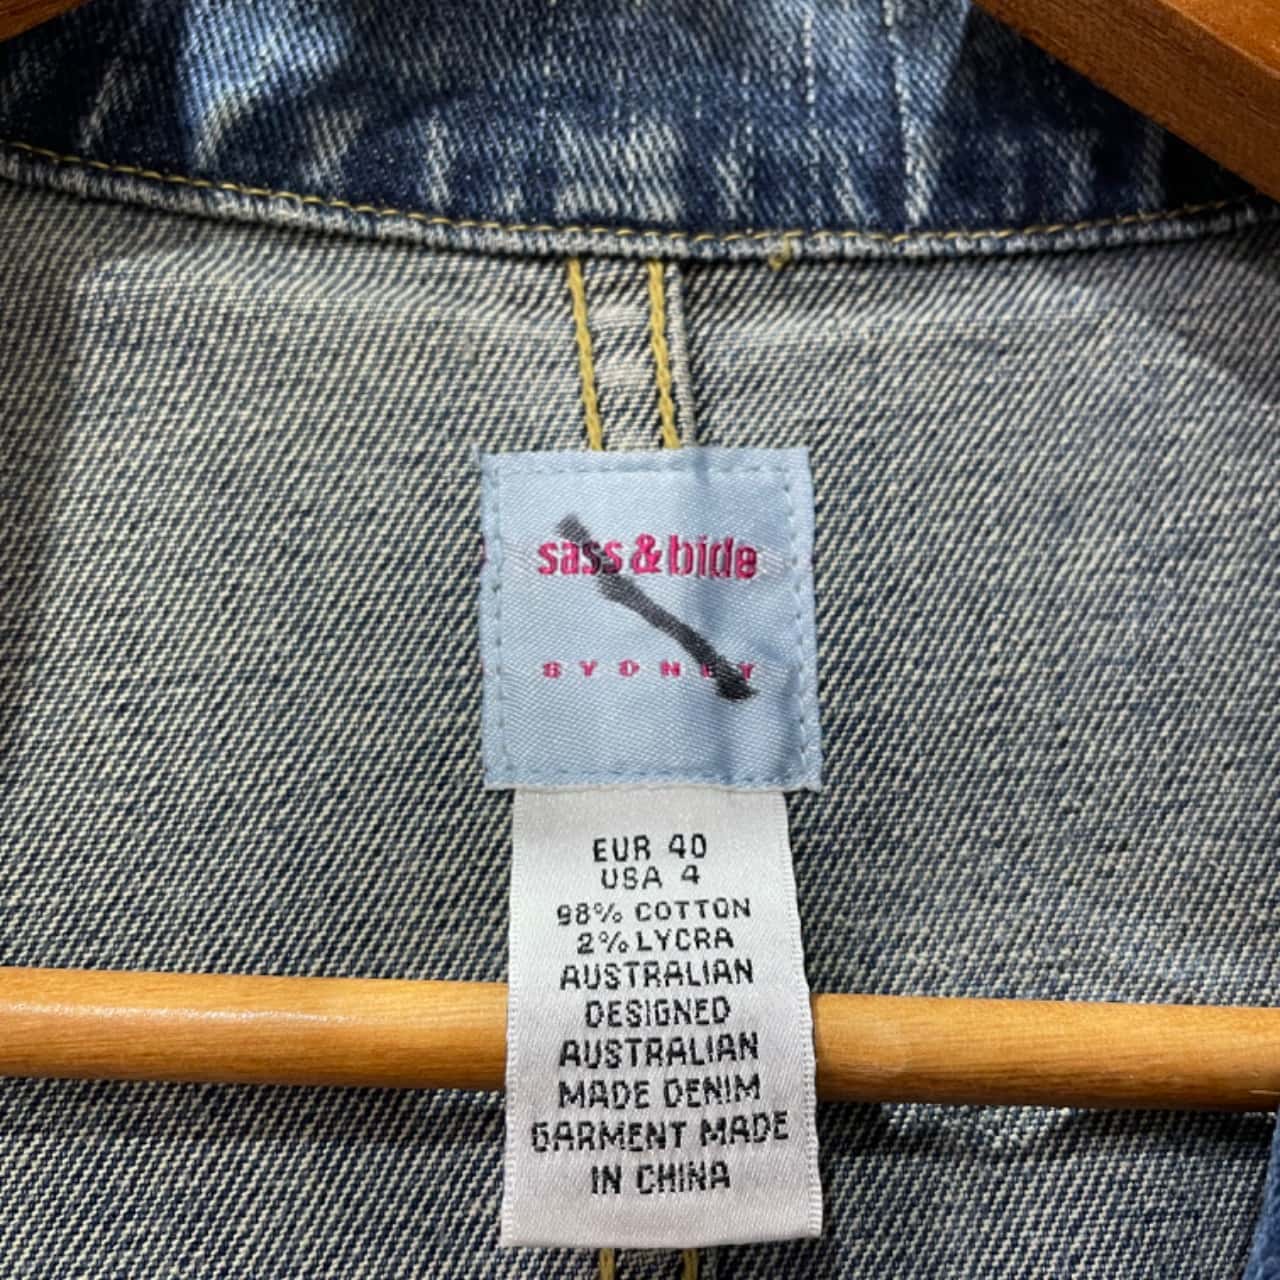 sass & bide
SYDNEY
EUR 40
USA 4
98% COTTON
2% LYCRA
AUSTRALIAN
DESIGNED
AUSTRALIAN
MADE DENIM
GARMENT MADE
IN CHINA